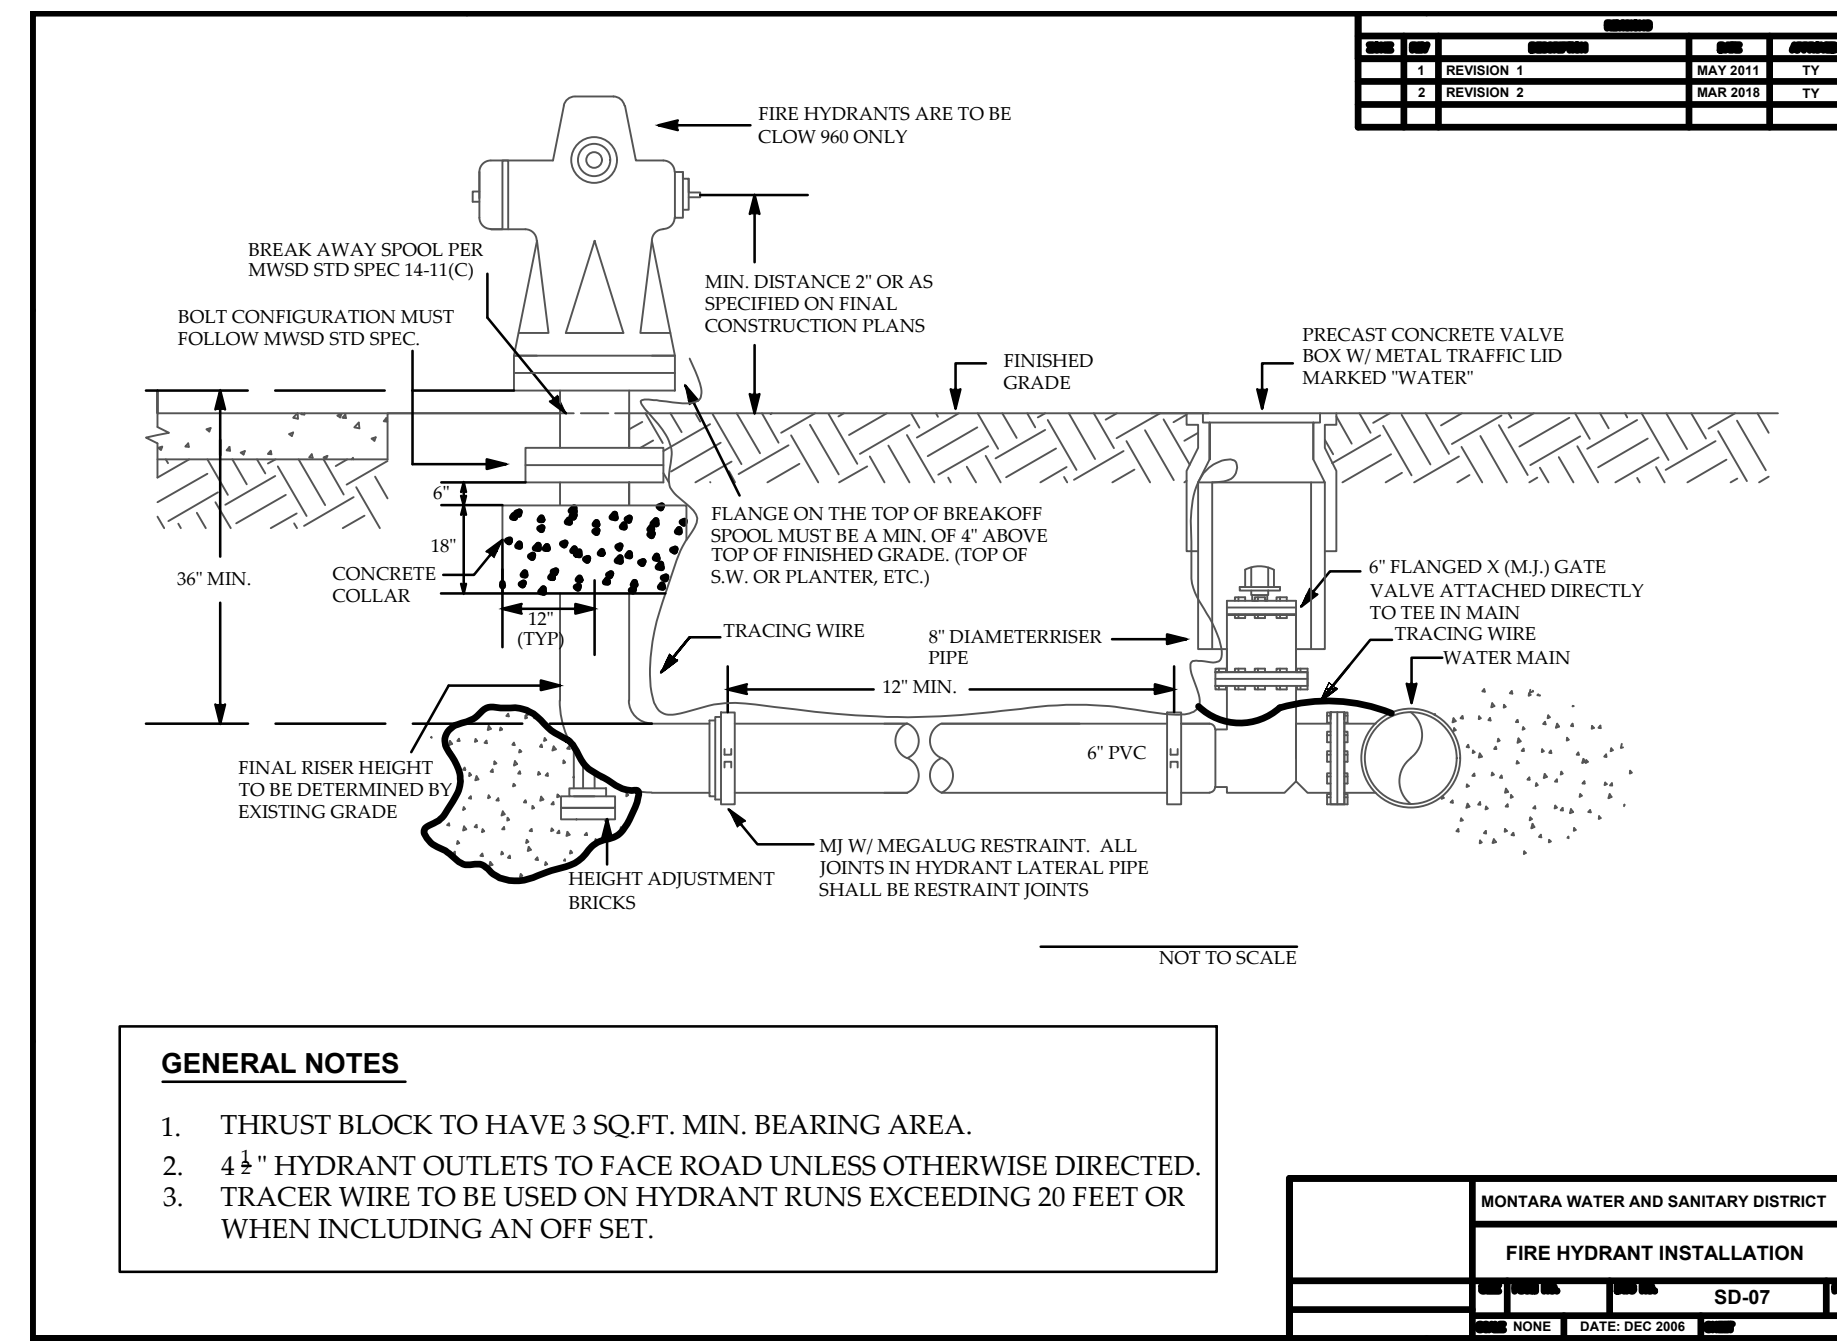 1 REVISION 1 MAY 2011 TY
2 REVISION 2 MAR 2018 TY
FIRE HYDRANTS ARE TO BE
CLOW 960 ONLY
BREAK AWAY SPOOL PER
MWSD STD SPEC 14-11(C)
BOLT CONFIGURATION MUST
FOLLOW MWSD STD SPEC.
MIN. DISTANCE 2" OR AS
SPECIFIED ON FINAL
CONSTRUCTION PLANS
FINISHED
GRADE
PRECAST CONCRETE VALVE
BOX W/ METAL TRAFFIC LID
MARKED "WATER"
6"
18"
36" MIN.
CONCRETE
COLLAR
12"
(TYP)
FLANGE ON THE TOP OF BREAKOFF
SPOOL MUST BE A MIN. OF 4" ABOVE
TOP OF FINISHED GRADE. (TOP OF
S.W. OR PLANTER, ETC.)
TRACING WIRE
8" DIAMETERRISER
PIPE
6" FLANGED X (M.J.) GATE
VALVE ATTACHED DIRECTLY
TO TEE IN MAIN
TRACING WIRE
WATER MAIN
12" MIN.
6" PVC
FINAL RISER HEIGHT
TO BE DETERMINED BY
EXISTING GRADE
HEIGHT ADJUSTMENT
BRICKS
MJ W/ MEGALUG RESTRAINT. ALL
JOINTS IN HYDRANT LATERAL PIPE
SHALL BE RESTRAINT JOINTS
NOT TO SCALE
GENERAL NOTES
1. THRUST BLOCK TO HAVE 3 SQ.FT. MIN. BEARING AREA.
2. 4 1/2" HYDRANT OUTLETS TO FACE ROAD UNLESS OTHERWISE DIRECTED.
3. TRACER WIRE TO BE USED ON HYDRANT RUNS EXCEEDING 20 FEET OR
WHEN INCLUDING AN OFF SET.
MONTARA WATER AND SANITARY DISTRICT
FIRE HYDRANT INSTALLATION
SD-07
NONE DATE: DEC 2006